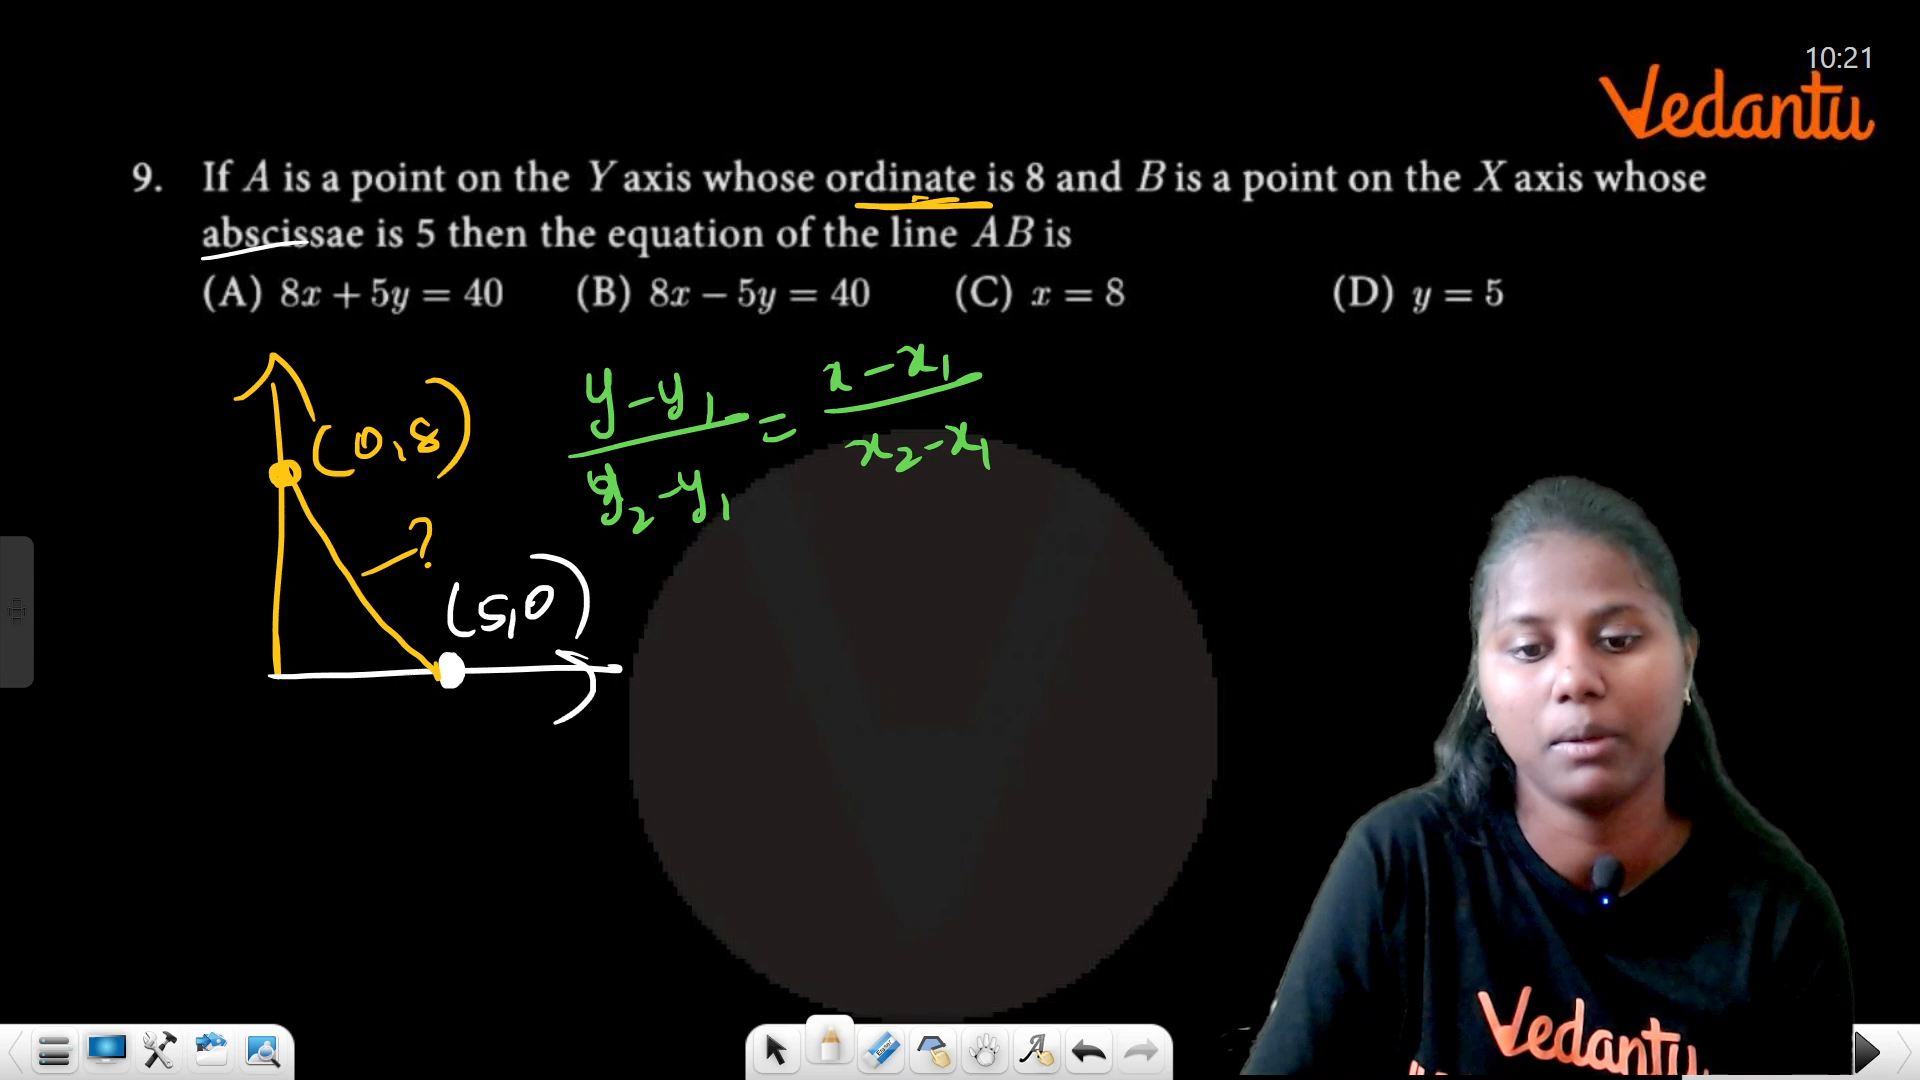 10:21
Vedantu
9. If A is a point on the Y axis whose ordinate is 8 and B is a point on the X axis whose
abscissae is 5 then the equation of the line AB is
(A) 8x + 5y = 40 (B) 8x − 5y = 40 (C) x = 8 (D) y = 5
(0,8)
y-y1 / y2-y1 = x-x1 / x2-x1
?
(5,0)
Vedantu